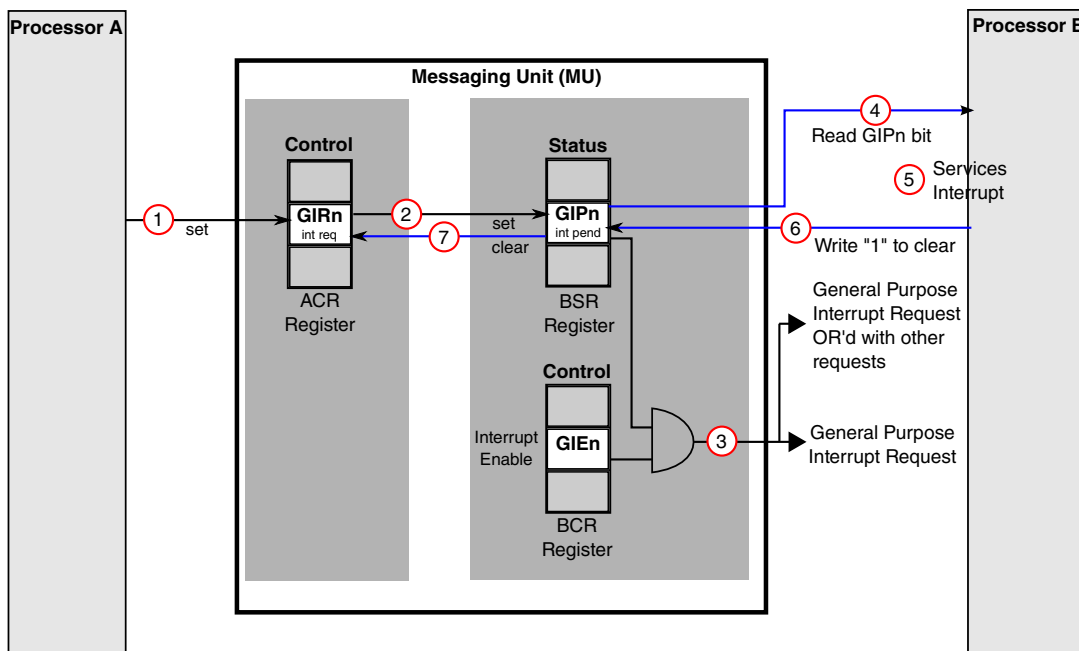 Processor A
Processor B
Messaging Unit (MU)
4
Read GIPn bit
Control
Status
5
Services
Interrupt
1
set
GIRn
int req
2
set
GIPn
int pend
7
clear
6
Write "1" to clear
ACR
Register
BSR
Register
General Purpose
Interrupt Request
OR'd with other
requests
Control
Interrupt
Enable
GIEn
3
General Purpose
Interrupt Request
BCR
Register